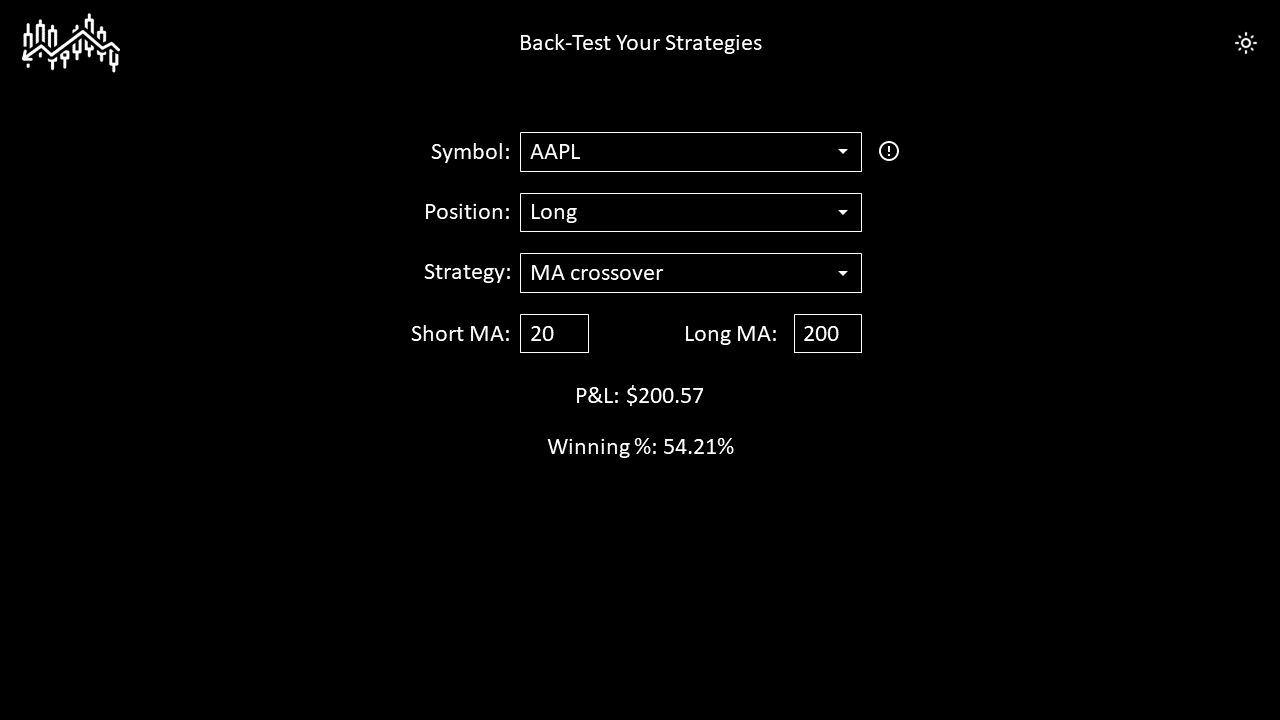 Back-Test Your Strategies
Symbol: AAPL
Position: Long
Strategy: MA crossover
Short MA: 20 Long MA: 200
P&L: $200.57
Winning %: 54.21%